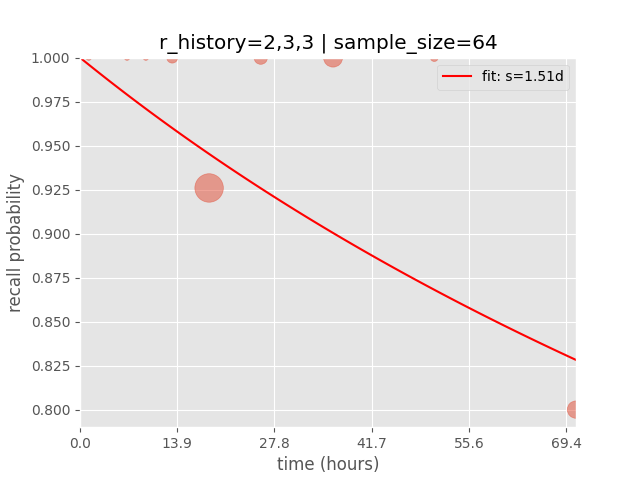 r_history=2,3,3 | sample_size=64
fit: s=1.51d
1.000
0.975
0.950
0.925
0.900
0.875
0.850
0.825
0.800
recall probability
0.0 13.9 27.8 41.7 55.6 69.4
time (hours)